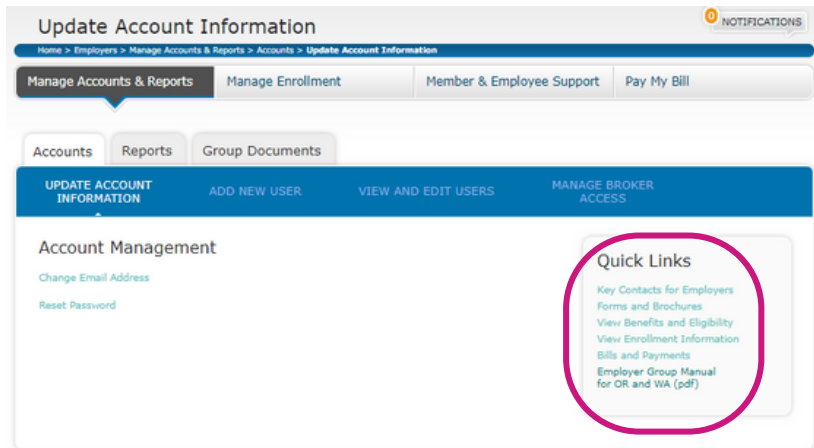 Update Account Information
0 NOTIFICATIONS
Home > Employers > Manage Accounts & Reports > Accounts > Update Account Information
Manage Accounts & Reports Manage Enrollment Member & Employee Support Pay My Bill
Accounts Reports Group Documents
UPDATE ACCOUNT
INFORMATION
ADD NEW USER
VIEW AND EDIT USERS
MANAGE BROKER
ACCESS
Account Management
Change Email Address
Reset Password
Quick Links
Key Contacts for Employers
Forms and Brochures
View Benefits and Eligibility
View Enrollment Information
Bills and Payments
Employer Group Manual
for OR and WA (pdf)